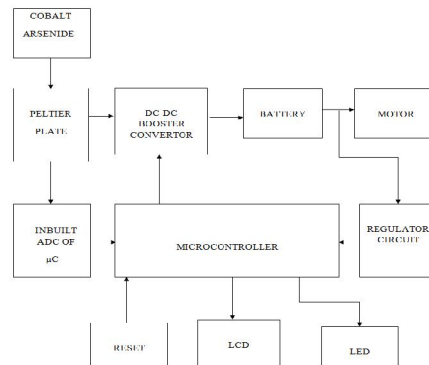 COBALT
ARSENIDE
PELTIER
PLATE
DC DC
BOOSTER
CONVERTOR
BATTERY
MOTOR
INBUILT
ADC OF
µC
MICROCONTROLLER
REGULATOR
CIRCUIT
RESET
LCD
LED